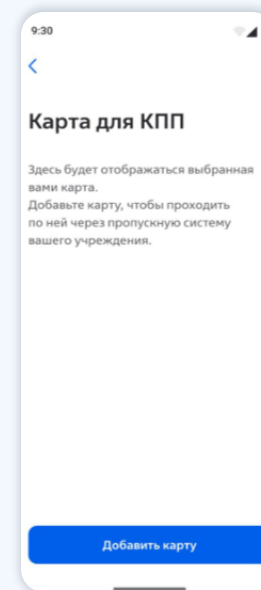 9:30
Карта для КПП
Здесь будет отображаться выбранная
вами карта.
Добавьте карту, чтобы проходить
по ней через пропускную систему
вашего учреждения.
Добавить карту